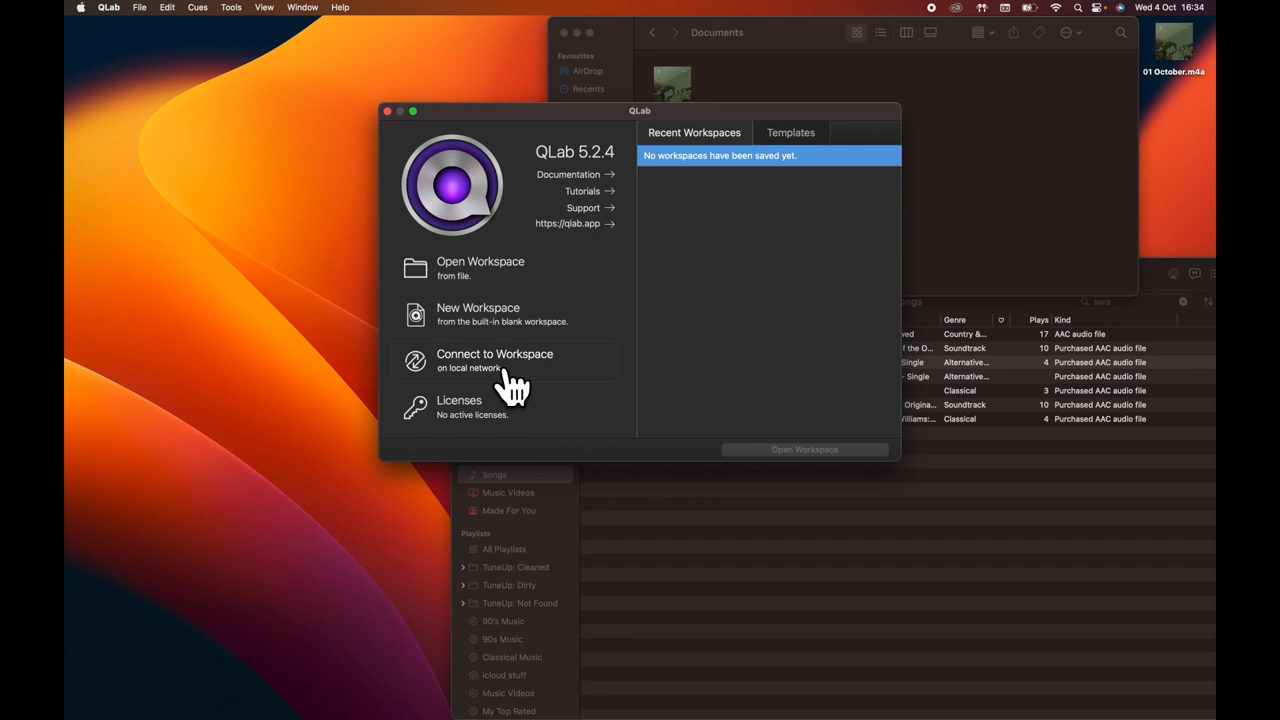 QLab File Edit Cues Tools View Window Help
Wed 4 Oct 16:34
Favourites
AirDrop
Recents
Documents
01 October.m4a
QLab
QLab 5.2.4
Documentation →
Tutorials →
Support →
https://qlab.app →
Open Workspace
from file.
New Workspace
from the built-in blank workspace.
Connect to Workspace
on local network
Licenses
No active licenses.
Recent Workspaces Templates
No workspaces have been saved yet.
Open Workspace
ongs
sara
Genre Plays Kind
ved Country &... 17 AAC audio file
f the O... Soundtrack 10 Purchased AAC audio file
Single Alternative... 4 Purchased AAC audio file
- Single Alternative... Purchased AAC audio file
Classical 3 Purchased AAC audio file
Origina... Soundtrack 10 Purchased AAC audio file
/illiams:... Classical 4 Purchased AAC audio file
Songs
Music Videos
Made For You
Playlists
All Playlists
TuneUp: Cleaned
TuneUp: Dirty
TuneUp: Not Found
90's Music
90s Music
Classical Music
icloud stuff
Music Videos
My Top Rated